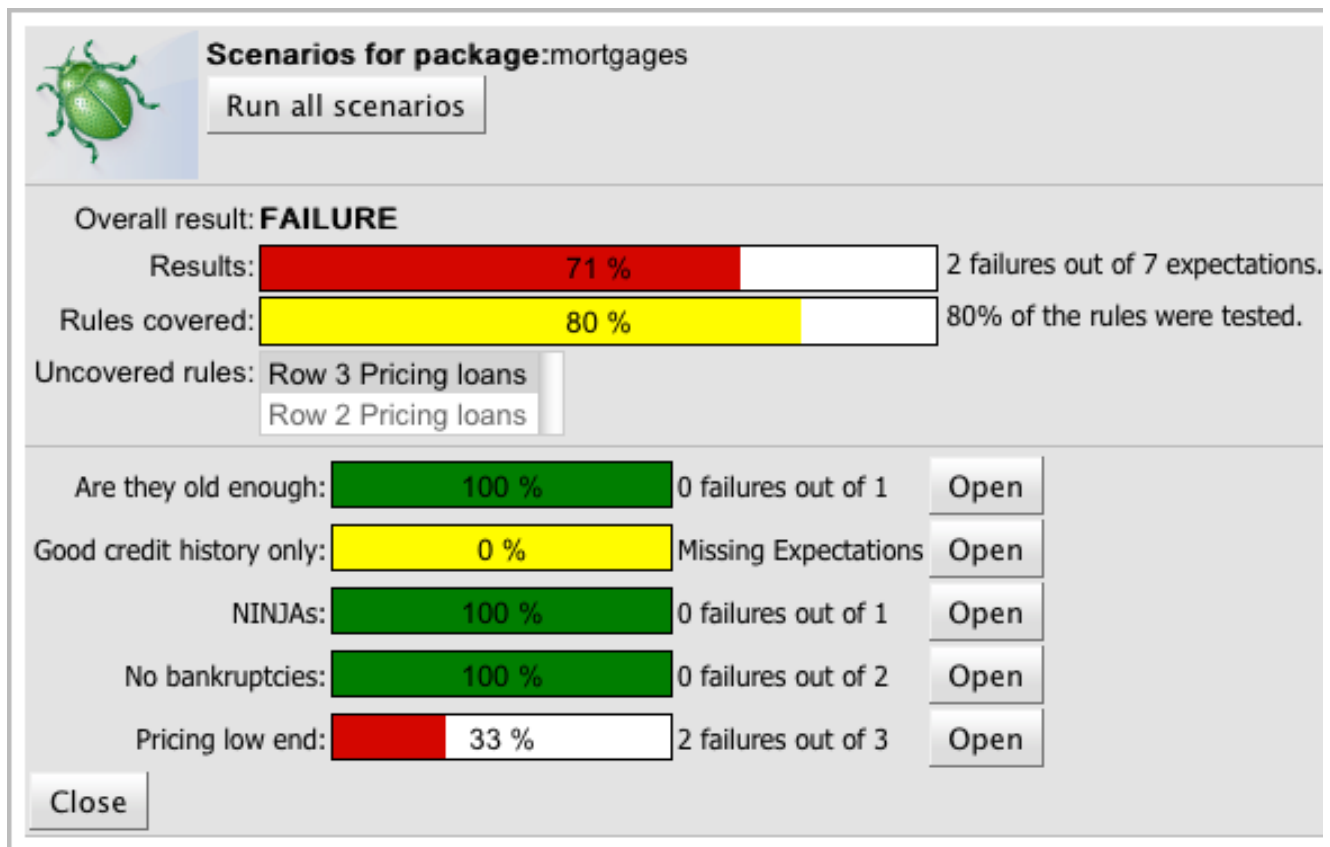 Scenarios for package:mortgages
Run all scenarios
Overall result: FAILURE
Results: 71 % 2 failures out of 7 expectations.
Rules covered: 80 % 80% of the rules were tested.
Uncovered rules: Row 3 Pricing loans
Row 2 Pricing loans
Are they old enough: 100 % 0 failures out of 1 Open
Good credit history only: 0 % Missing Expectations Open
NINJAs: 100 % 0 failures out of 1 Open
No bankruptcies: 100 % 0 failures out of 2 Open
Pricing low end: 33 % 2 failures out of 3 Open
Close